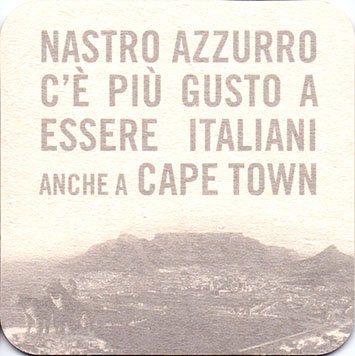 NASTRO AZZURRO
C'È PIÙ GUSTO A
ESSERE ITALIANI
ANCHE A CAPE TOWN